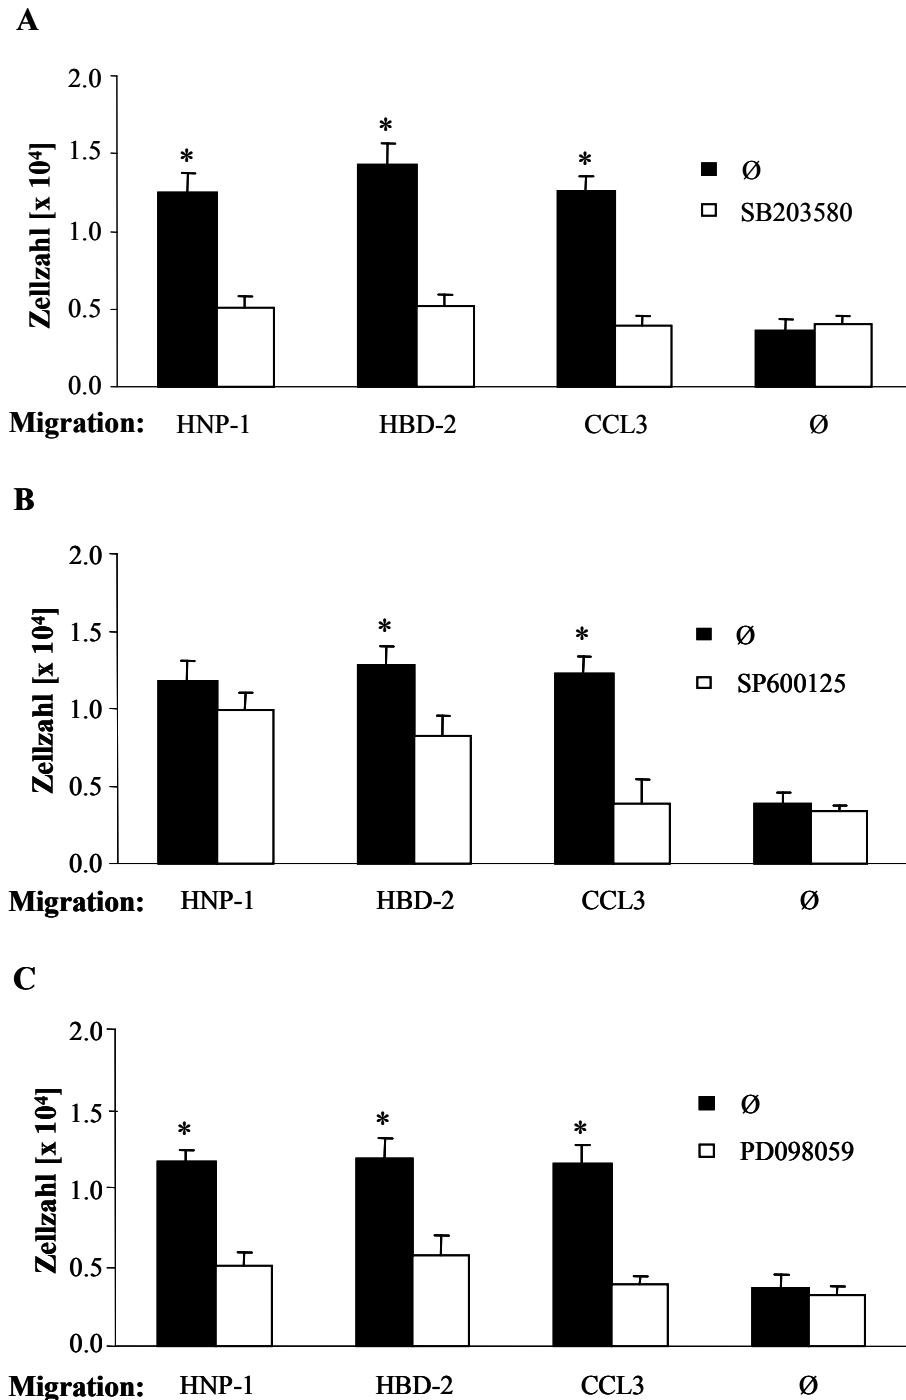 A
2.0
1.5
1.0
0.5
0.0
Zellzahl [x 10⁴]
* * *
Ø
SB203580
Migration: HNP-1 HBD-2 CCL3 Ø
B
2.0
1.5
1.0
0.5
0.0
Zellzahl [x 10⁴]
* *
Ø
SP600125
Migration: HNP-1 HBD-2 CCL3 Ø
C
2.0
1.5
1.0
0.5
0.0
Zellzahl [x 10⁴]
* * *
Ø
PD098059
Migration: HNP-1 HBD-2 CCL3 Ø